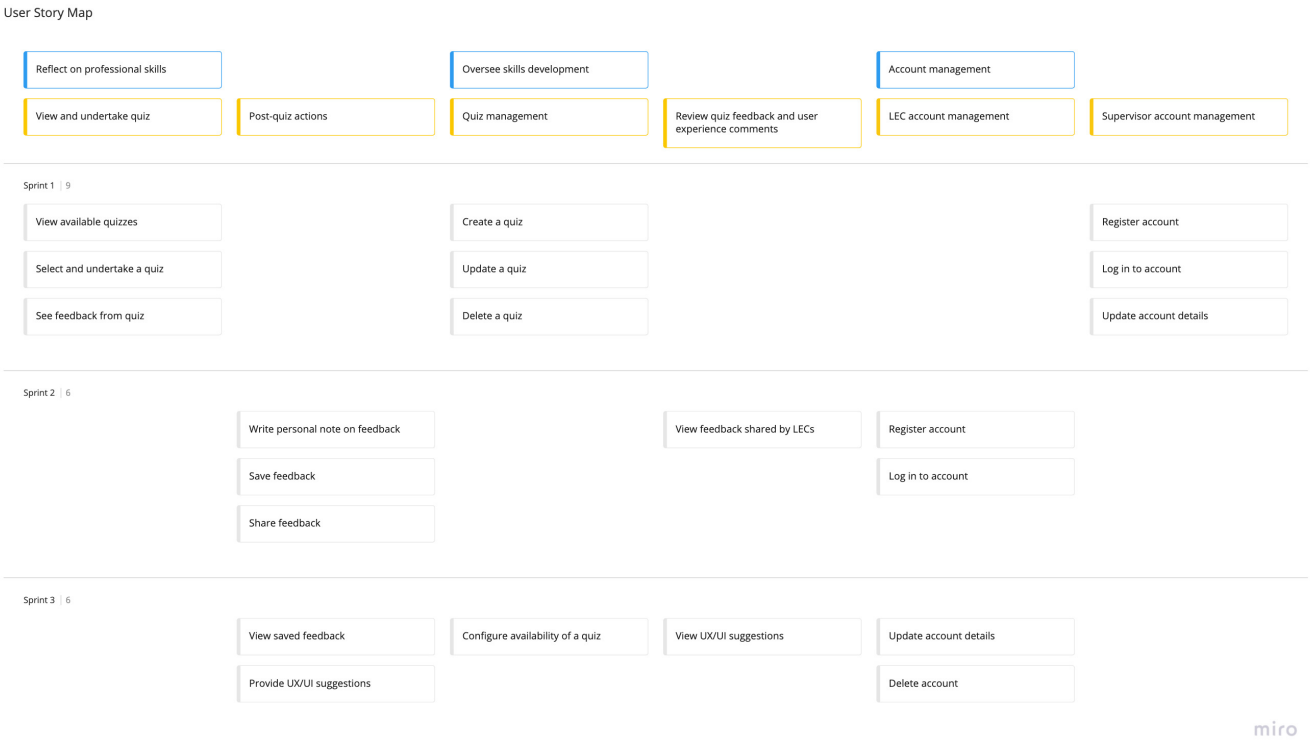 User Story Map
Reflect on professional skills
Oversee skills development
Account management
View and undertake quiz
Post-quiz actions
Quiz management
Review quiz feedback and user
experience comments
LEC account management
Supervisor account management
Sprint 1 | 9
View available quizzes
Create a quiz
Register account
Select and undertake a quiz
Update a quiz
Log in to account
See feedback from quiz
Delete a quiz
Update account details
Sprint 2 | 6
Write personal note on feedback
View feedback shared by LECs
Register account
Save feedback
Log in to account
Share feedback
Sprint 3 | 6
View saved feedback
Configure availability of a quiz
View UX/UI suggestions
Update account details
Provide UX/UI suggestions
Delete account
miro